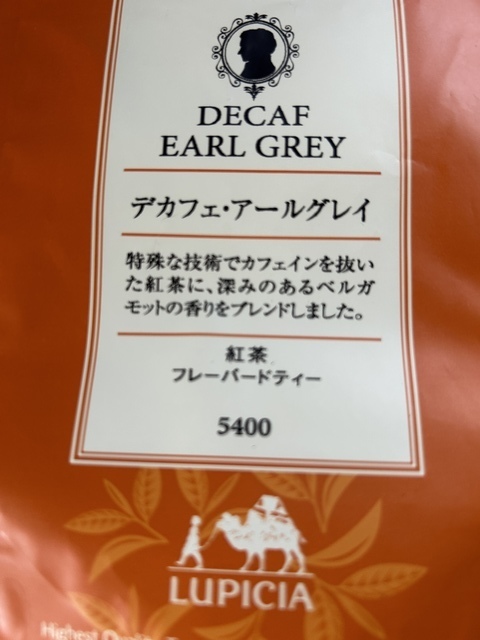 DECAF
EARL GREY
デカフェ・アールグレイ
特殊な技術でカフェインを抜い
た紅茶に、深みのあるベルガ
モットの香りをブレンドしました。
紅茶
フレーバードティー
5400
LUPICIA
Highest Quality